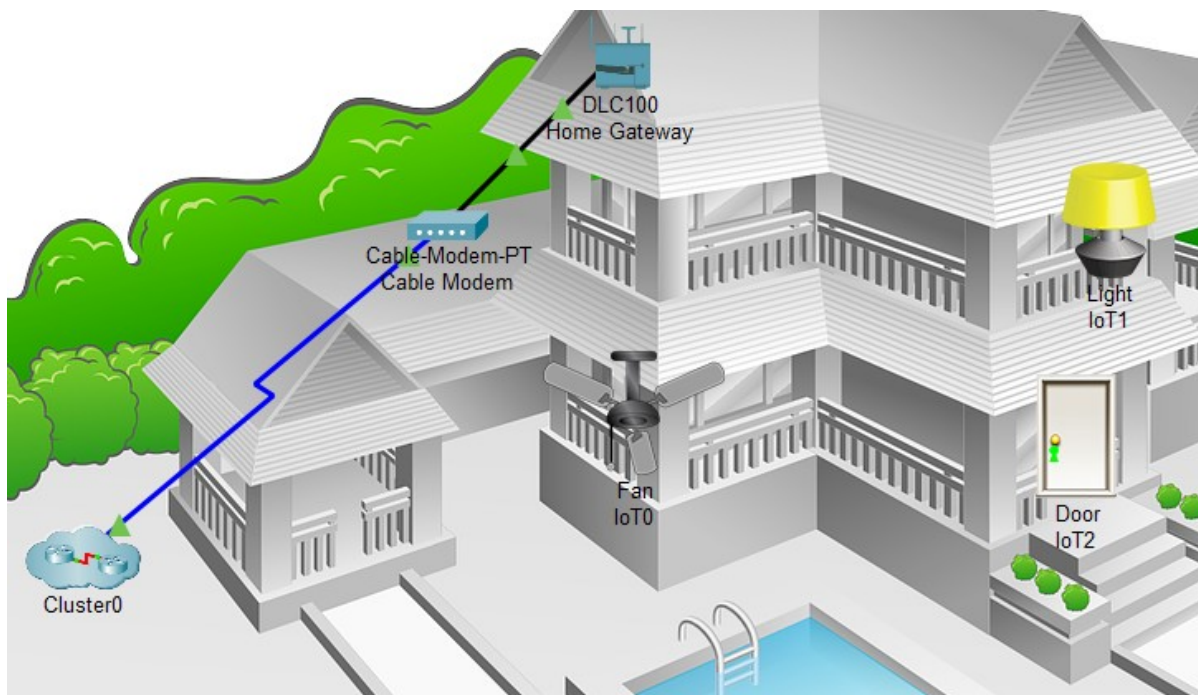 DLC100
Home Gateway
Cable-Modem-PT
Cable Modem
Light
IoT1
Fan
IoT0
Door
IoT2
Cluster0